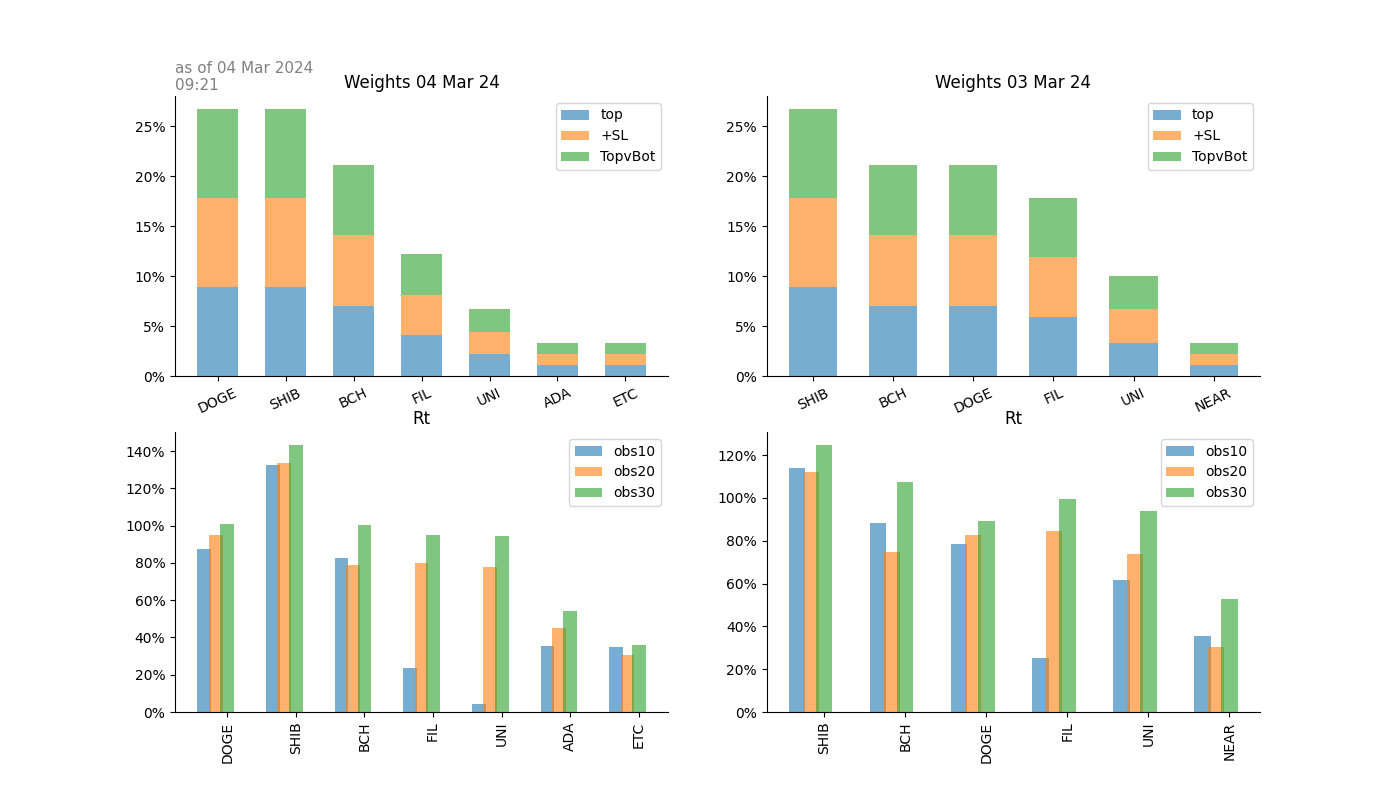 as of 04 Mar 2024
09:21
Weights 04 Mar 24
25%
20%
15%
10%
5%
0%
top
+SL
TopvBot
DOGE
SHIB
BCH
FIL
UNI
ADA
ETC
Weights 03 Mar 24
25%
20%
15%
10%
5%
0%
top
+SL
TopvBot
SHIB
BCH
DOGE
FIL
UNI
NEAR
Rt
140%
120%
100%
80%
60%
40%
20%
0%
obs10
obs20
obs30
DOGE
SHIB
BCH
FIL
UNI
ADA
ETC
Rt
120%
100%
80%
60%
40%
20%
0%
obs10
obs20
obs30
SHIB
BCH
DOGE
FIL
UNI
NEAR